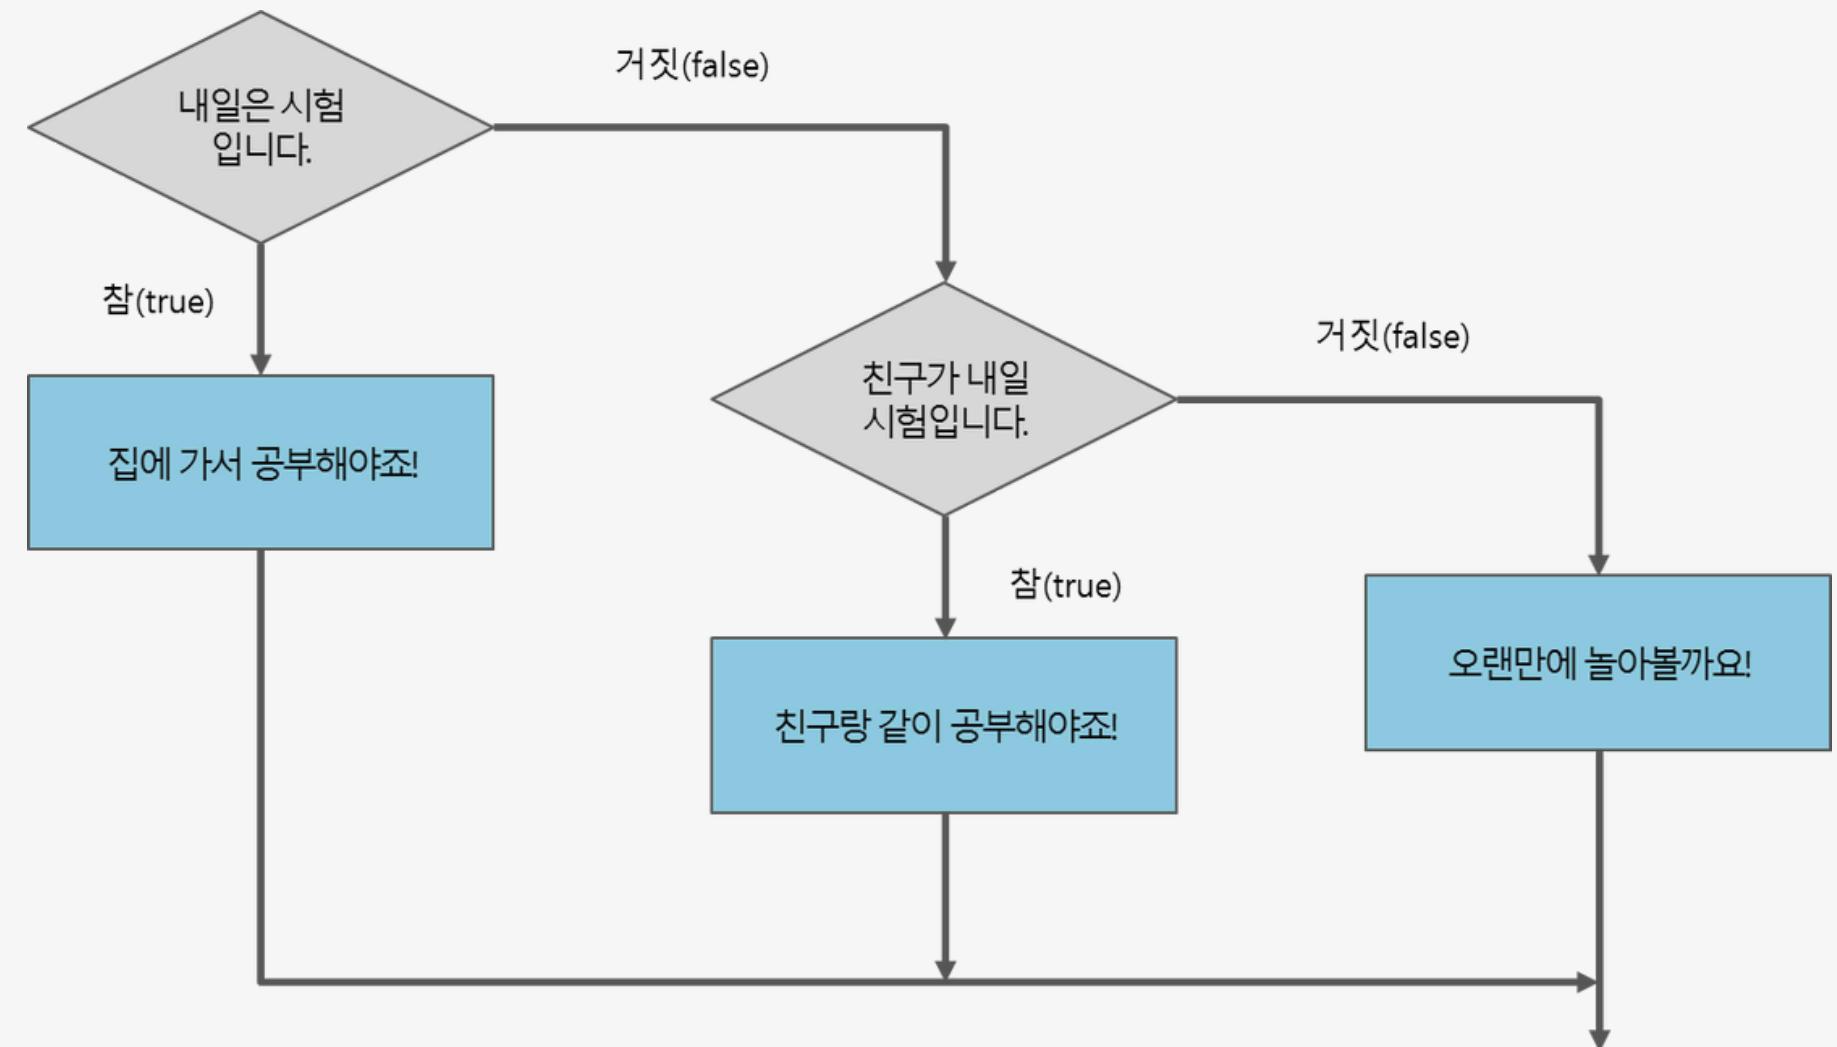 내일은 시험
입니다.
거짓(false)
참(true)
집에 가서 공부해야죠!
친구가 내일
시험입니다.
거짓(false)
참(true)
친구랑 같이 공부해야죠!
오랜만에 놀아볼까요!